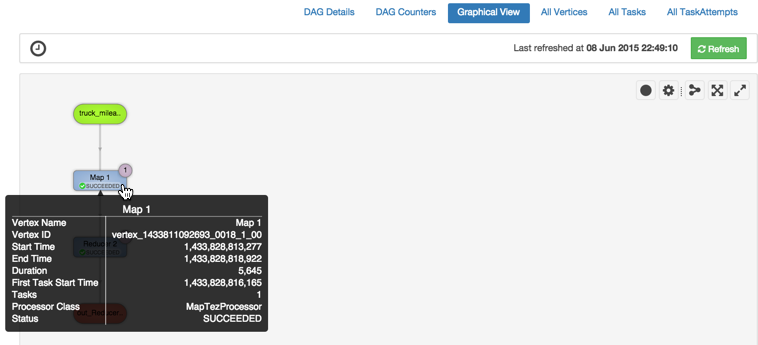 DAG Details DAG Counters Graphical View All Vertices All Tasks All TaskAttempts
Last refreshed at 08 Jun 2015 22:49:10 Refresh
truck_milea..
1
Map 1
SUCCEEDED
Map 1
Vertex Name Map 1
Vertex ID vertex_1433811092693_0018_1_00
Start Time 1,433,828,813,277
End Time 1,433,828,818,922
Duration 5,645
First Task Start Time 1,433,828,816,165
Tasks 1
Processor Class MapTezProcessor
Status SUCCEEDED
Reducer 2
SUCCEEDED
out_Reducer..